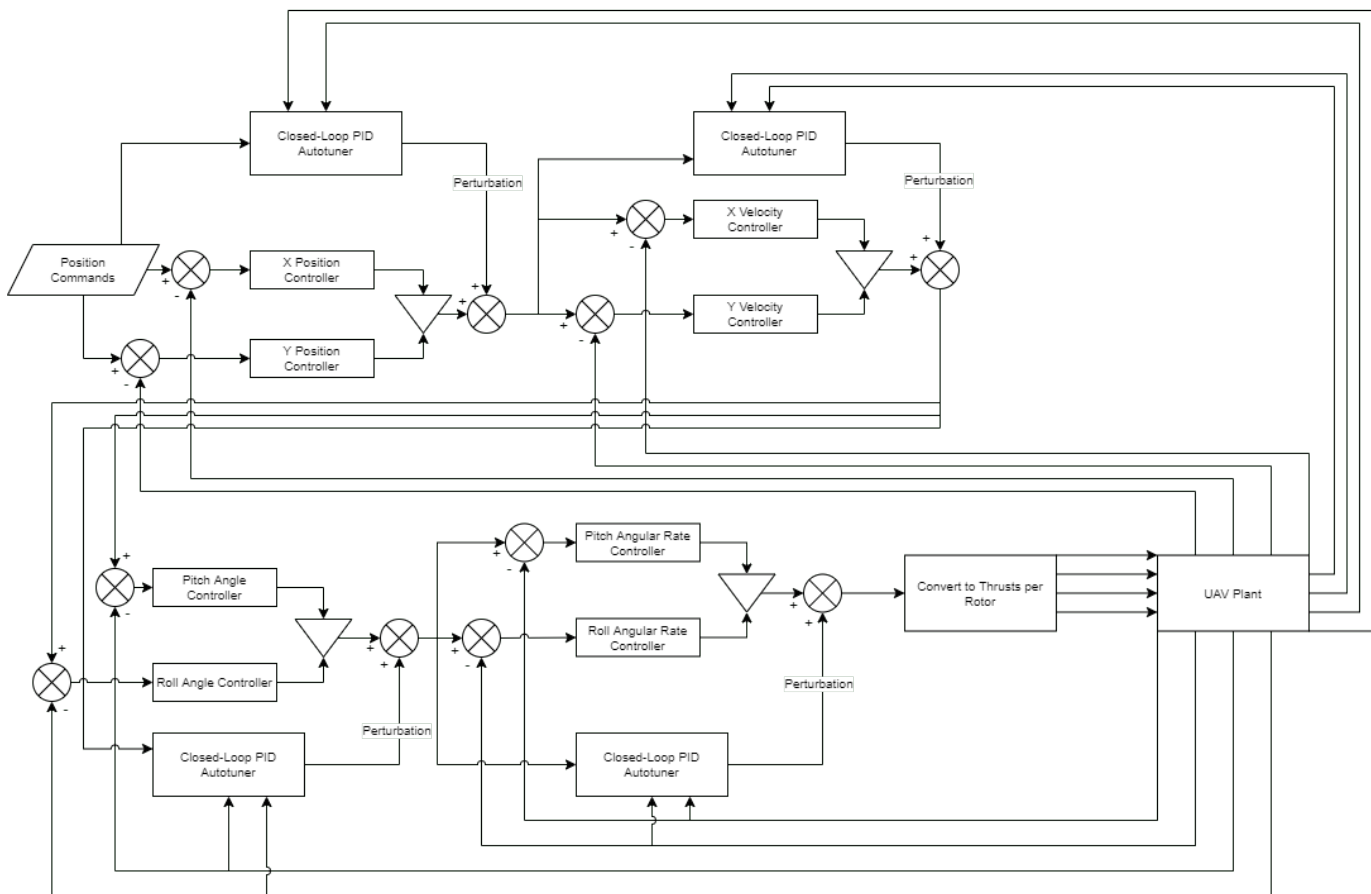 Closed-Loop PID
Autotuner
Closed-Loop PID
Autotuner
Perturbation
Perturbation
X Velocity
Controller
Position
Commands
X Position
Controller
Y Velocity
Controller
Y Position
Controller
Pitch Angular Rate
Controller
Pitch Angle
Controller
Convert to Thrusts per
Rotor
UAV Plant
Roll Angular Rate
Controller
Roll Angle Controller
Perturbation
Perturbation
Closed-Loop PID
Autotuner
Closed-Loop PID
Autotuner